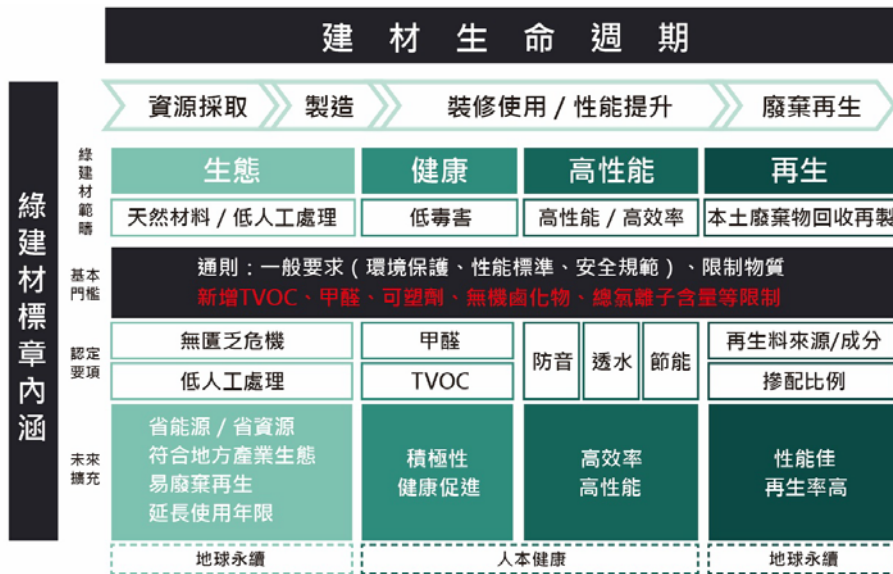 建材生命週期
綠建材標章內涵
資源採取
製造
裝修使用 / 性能提升
廢棄再生
綠建材範疇
生態
健康
高性能
再生
天然材料 / 低人工處理
低毒害
高性能 / 高效率
本土廢棄物回收再製
基本
門檻
通則：一般要求（環境保護、性能標準、安全規範）、限制物質
新增TVOC、甲醛、可塑劑、無機鹵化物、總氯離子含量等限制
認定
要項
無匱乏危機
甲醛
防音
透水
節能
再生料來源/成分
低人工處理
TVOC
摻配比例
未來
擴充
省能源 / 省資源
符合地方產業生態
易廢棄再生
延長使用年限
積極性
健康促進
高效率
高性能
性能佳
再生率高
地球永續
人本健康
地球永續